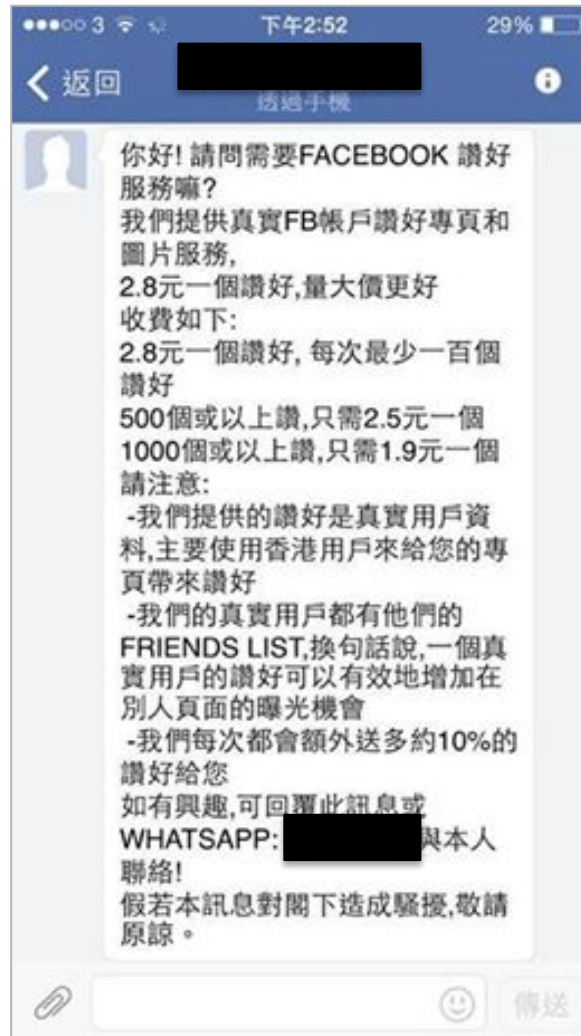 3 下午2:52 29%
返回
透過手機
你好! 請問需要FACEBOOK 讚好
服務嘛?
我們提供真實FB帳戶讚好專頁和
圖片服務,
2.8元一個讚好,量大價更好
收費如下:
2.8元一個讚好, 每次最少一百個
讚好
500個或以上讚,只需2.5元一個
1000個或以上讚,只需1.9元一個
請注意:
-我們提供的讚好是真實用戶資
料,主要使用香港用戶來給您的專
頁帶來讚好
-我們的真實用戶都有他們的
FRIENDS LIST,換句話說,一個真
實用戶的讚好可以有效地增加在
別人頁面的曝光機會
-我們每次都會額外送多約10%的
讚好給您
如有興趣,可回覆此訊息或
WHATSAPP: 與本人
聯絡!
假若本訊息對閣下造成騷擾,敬請
原諒。
傳送